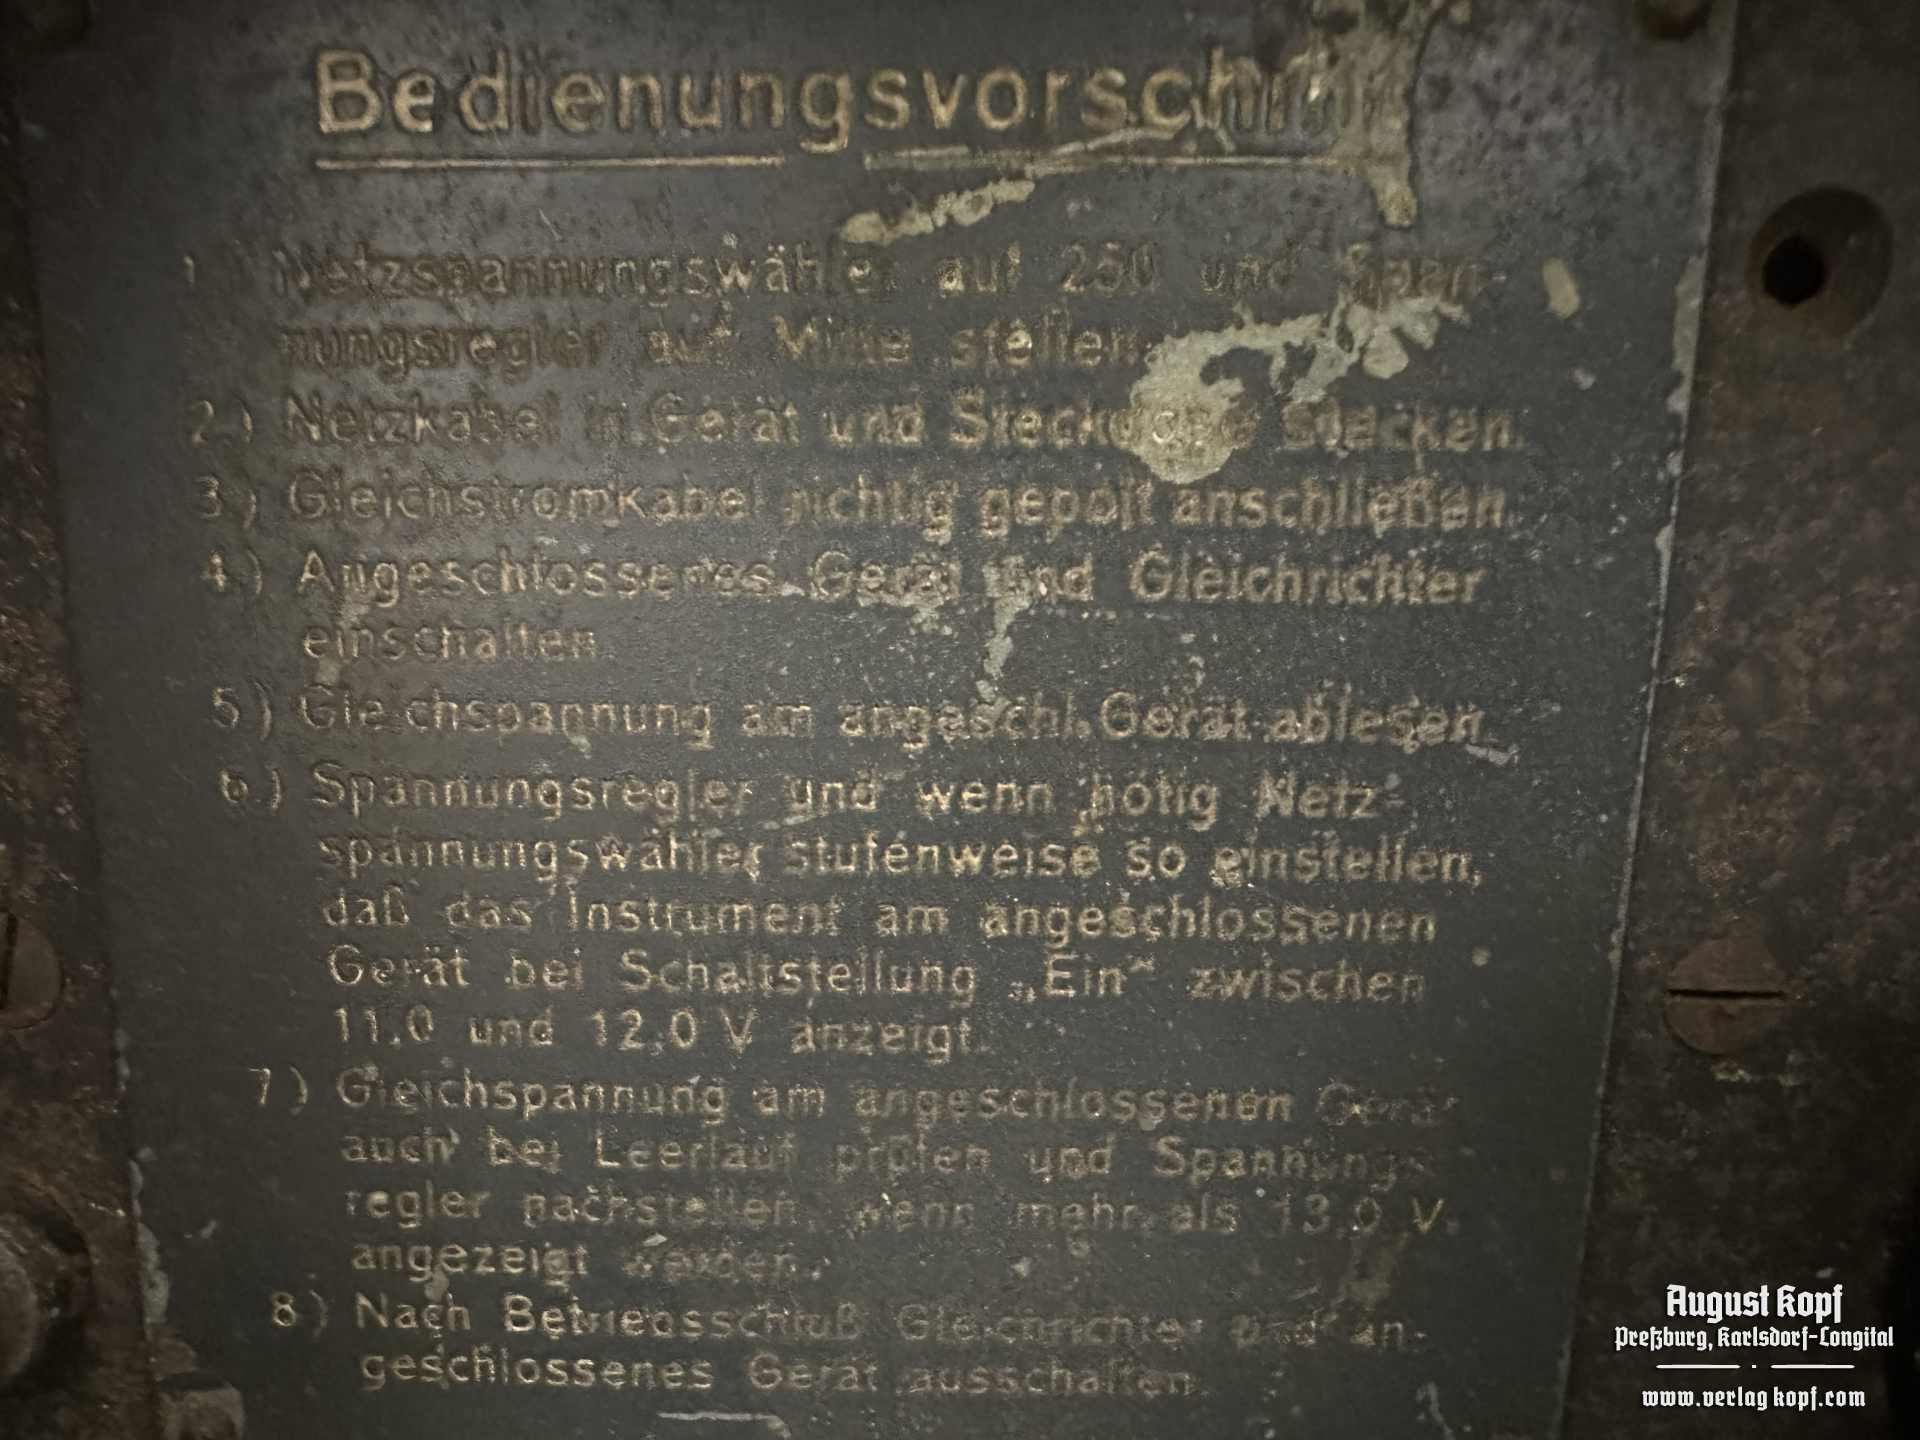 Bedienungsvorschrift
1.) Netzspannungswähler auf 250 und Span-
nungsregler auf Mitte stellen.
2.) Netzkabel in Gerät und Steckdose stecken.
3.) Gleichstromkabel richtig gepolt anschließen.
4.) Angeschlossenes Gerät und Gleichrichter
einschalten.
5.) Gleichspannung am angeschl. Gerät ablesen.
6.) Spannungsregler und wenn nötig Netz-
spannungswähler stufenweise so einstellen,
daß das Instrument am angeschlossenen
Gerät bei Schaltstellung „Ein“ zwischen
11,0 und 12,0 V anzeigt.
7.) Gleichspannung am angeschlossenen Gerät
auch bei Leerlauf prüfen und Spannungs-
regler nachstellen, wenn mehr als 13,0 V.
angezeigt werden.
8.) Nach Betriebsschluß Gleichrichter und an-
geschlossenes Gerät ausschalten.
August Kopf
Preßburg, Karlsdorf-Longital
www.verlagkopf.com